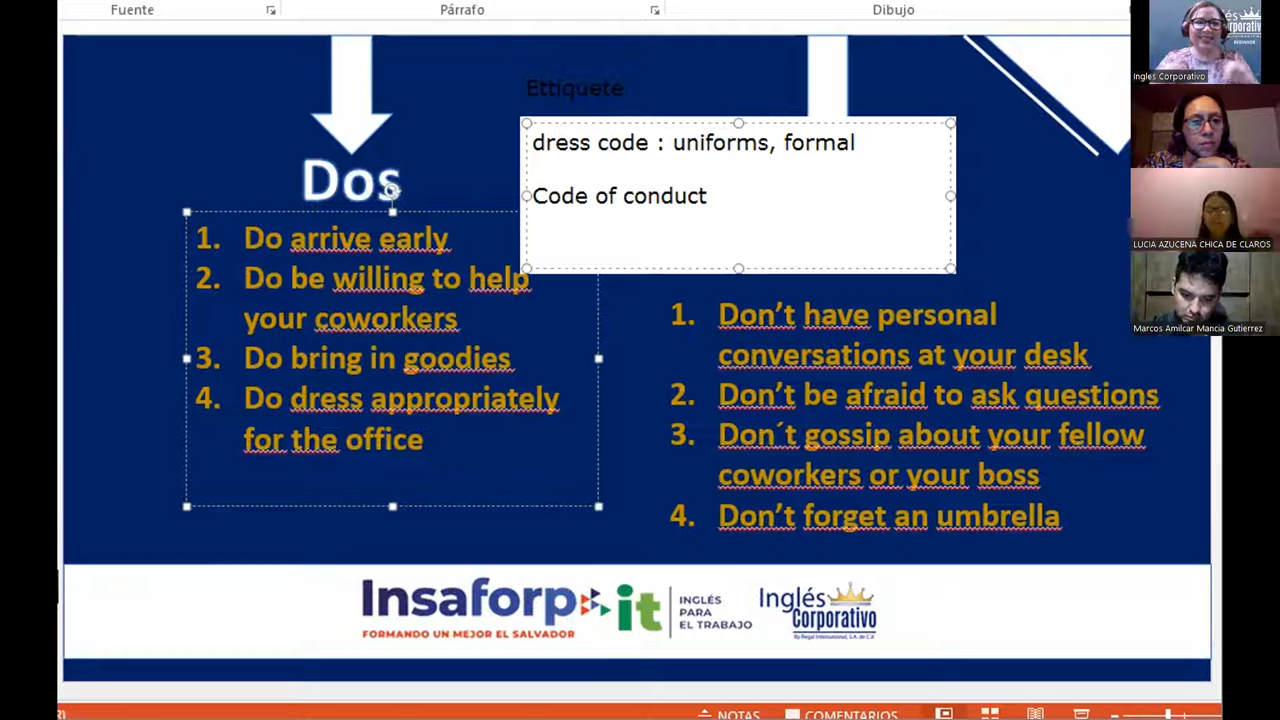 Fuente
Párrafo
Dibujo
Ettiquete
dress code : uniforms, formal
Code of conduct
Dos
1. Do arrive early
2. Do be willing to help
your coworkers
3. Do bring in goodies
4. Do dress appropriately
for the office
1. Don’t have personal
conversations at your desk
2. Don’t be afraid to ask questions
3. Don´t gossip about your fellow
coworkers or your boss
4. Don’t forget an umbrella
Insaforp
FORMANDO UN MEJOR EL SALVADOR
it
INGLÉS
PARA
EL TRABAJO
Inglés
Corporativo
By Regal International, S.A. de C.V.
Ingles Corporativo
LUCIA AZUCENA CHICA DE CLAROS
Marcos Amilcar Mancia Gutierrez
NOTAS
COMENTARIOS